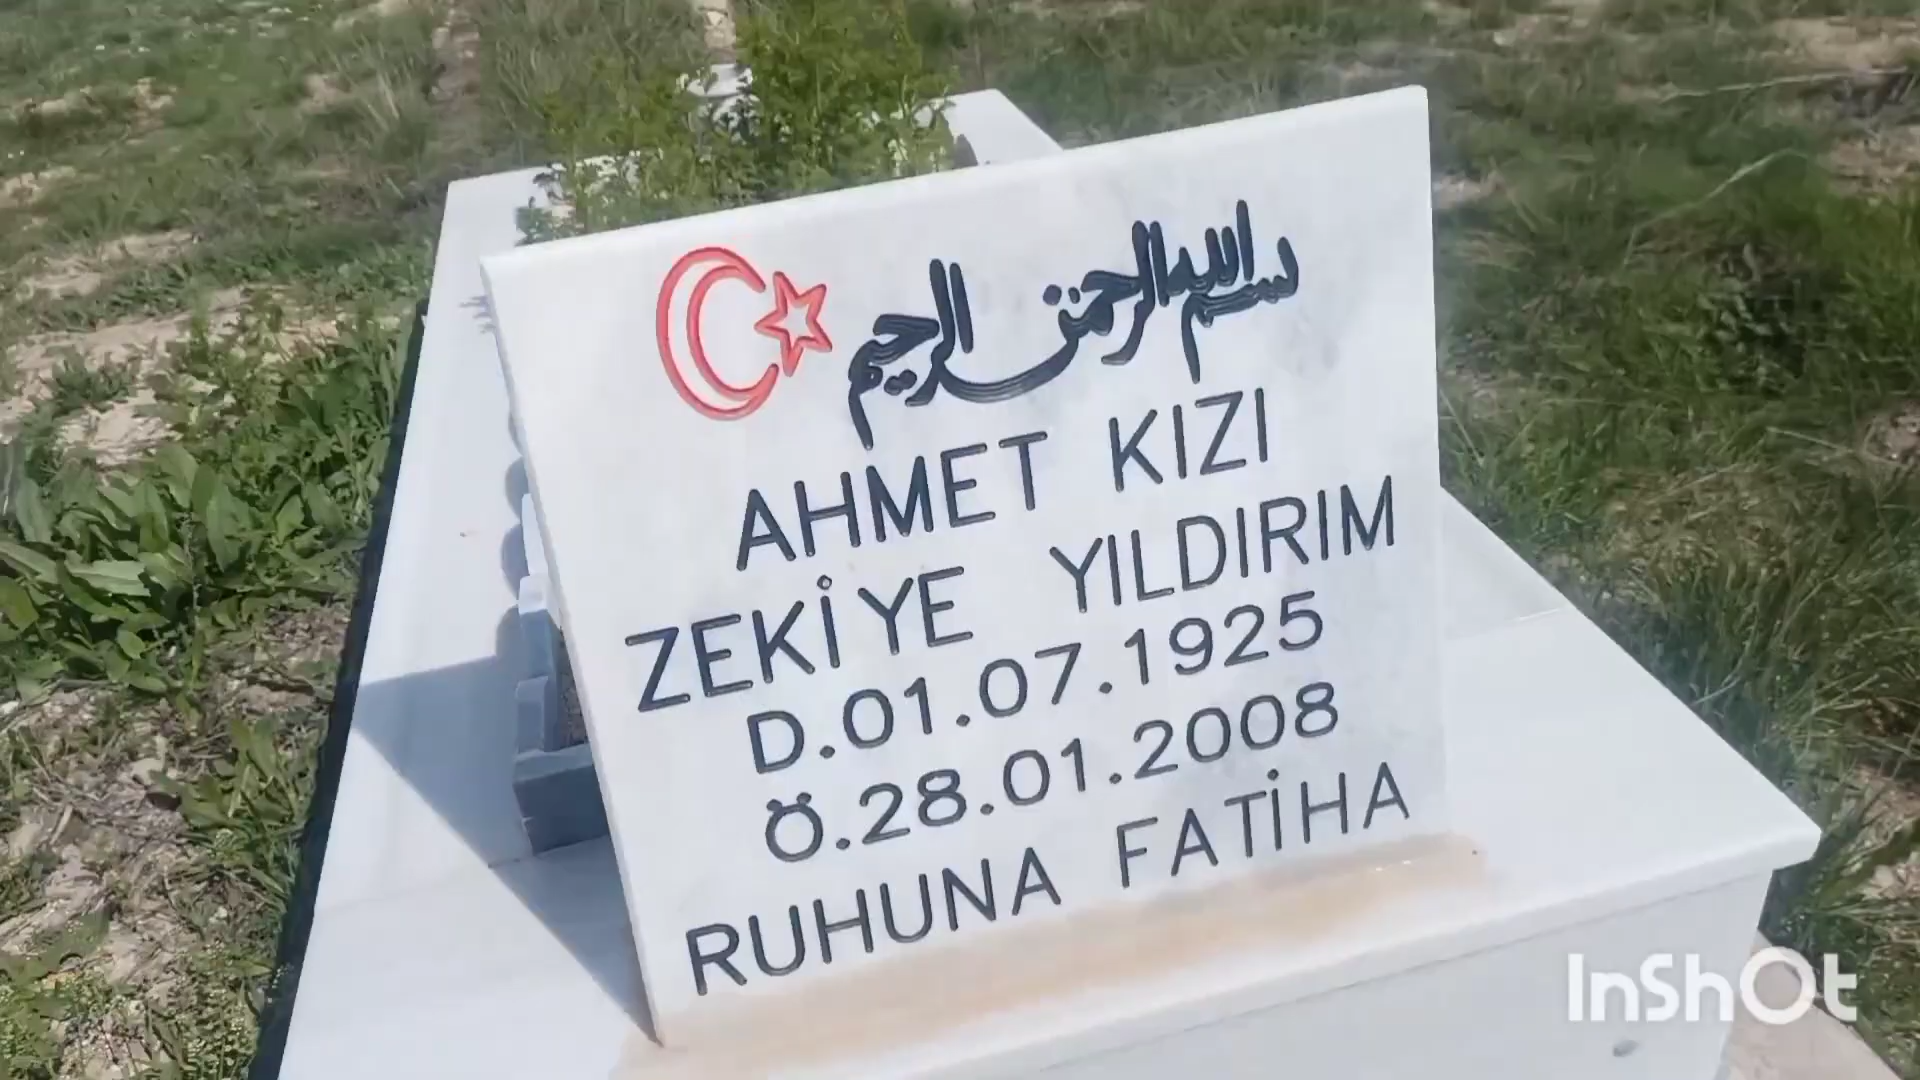 بسم الله الرحمن الرحيم
AHMET KIZI
ZEKİYE YILDIRIM
D.01.07.1925
Ö.28.01.2008
RUHUNA FATİHA
InShOt